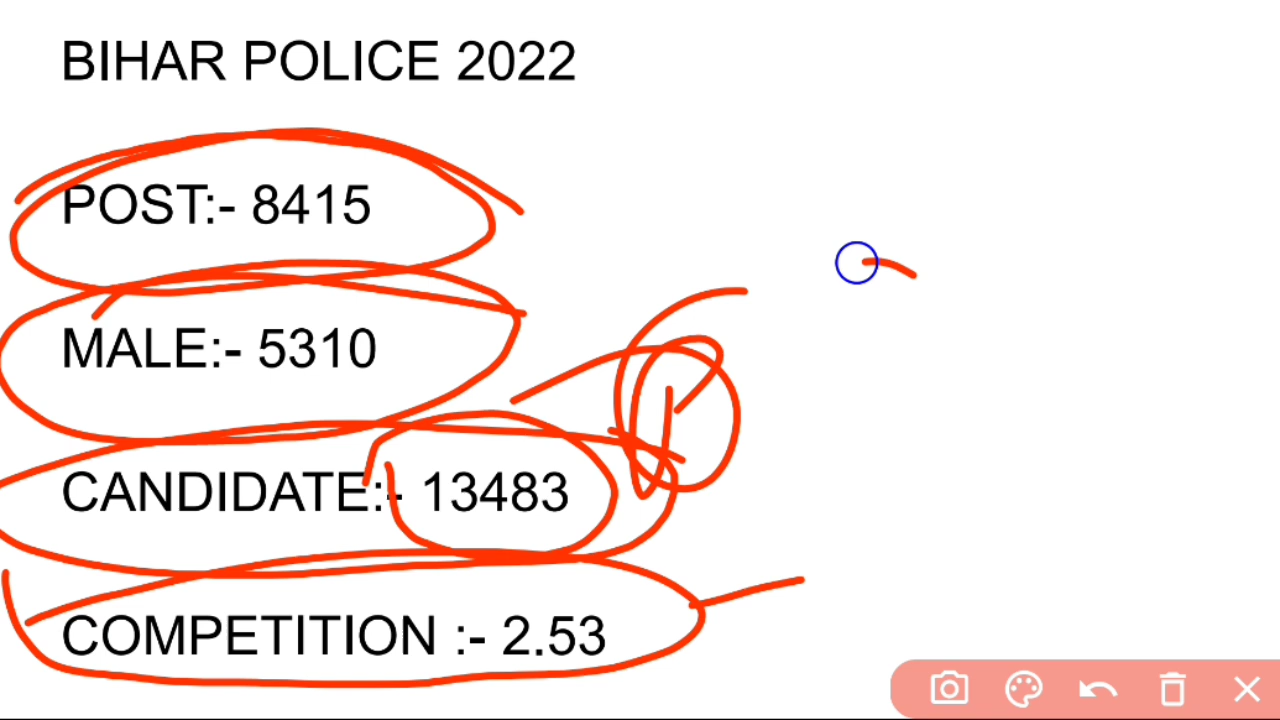 BIHAR POLICE 2022
POST:- 8415
MALE:- 5310
CANDIDATE:- 13483
COMPETITION :- 2.53